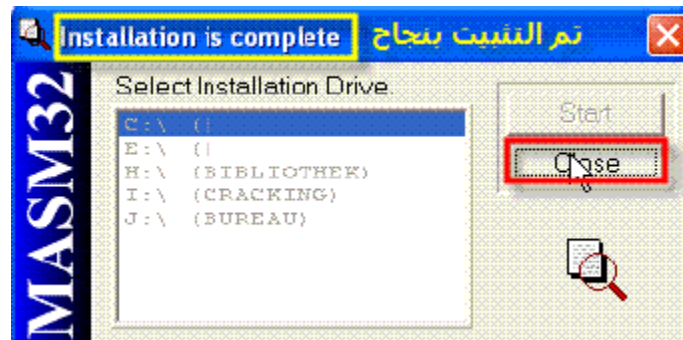 Installation is complete تم التثبيت بنجاح
MASM32
Select Installation Drive.
Start
C:\ (
E:\ (
H:\ (BIBLIOTHEK)
I:\ (CRACKING)
J:\ (BUREAU)
Close